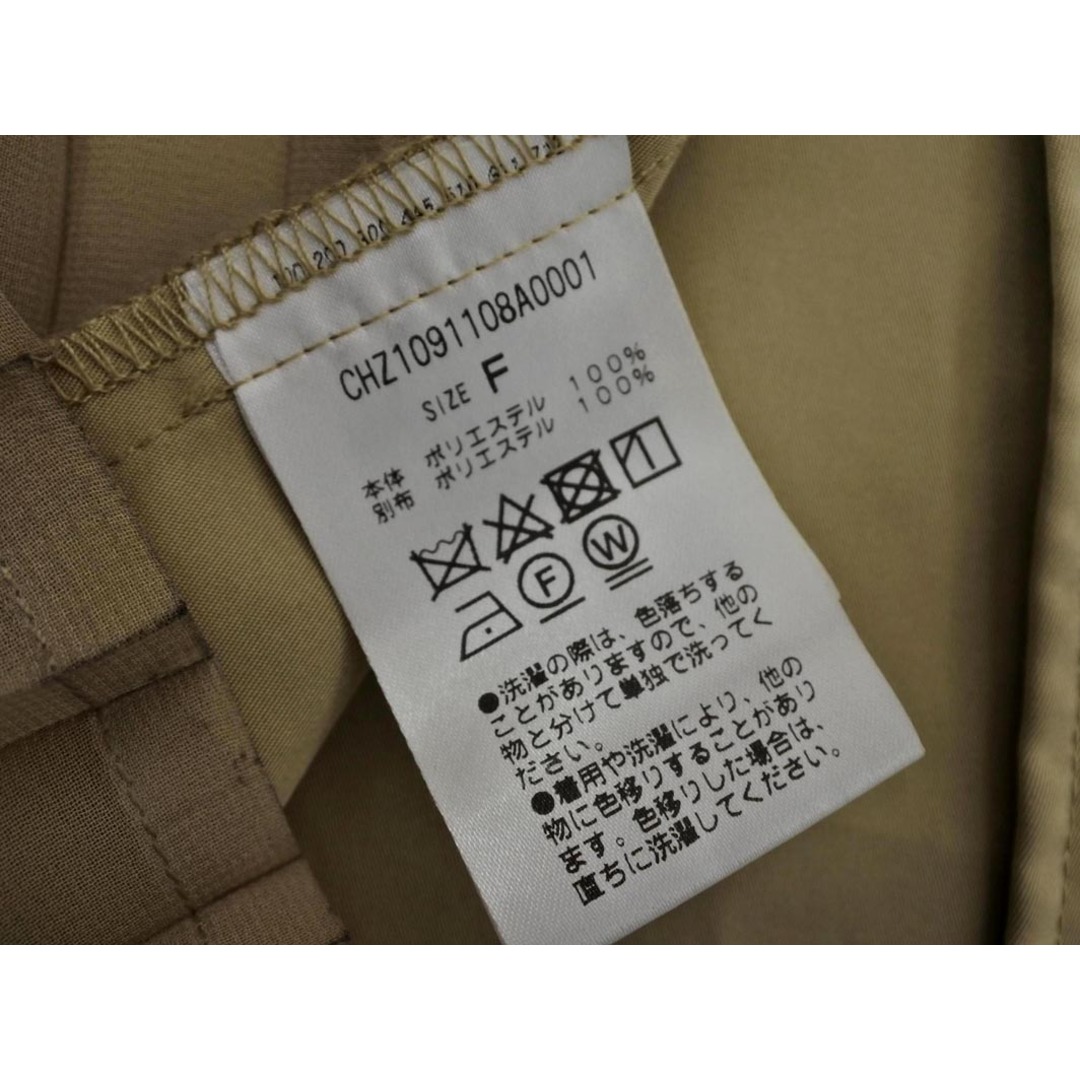 CHZ1091108A0001
SIZE F
本体 ポリエステル 100%
別布 ポリエステル 100%
F W
●洗濯の際は、色落ちする
ことがありますので、他の
物と分けて単独で洗ってく
ださい。
●着用や洗濯により、他の
物に色移りすることがあり
ます。色移りした場合は、
直ちに洗濯してください。